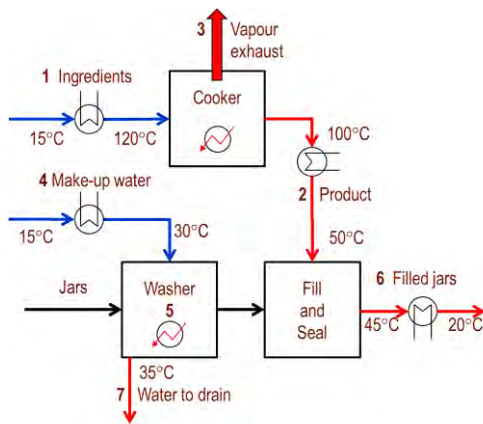 3 Vapour
exhaust
1 Ingredients
Cooker
15°C
120°C
100°C
4 Make-up water
2 Product
15°C
30°C
50°C
Jars
Washer
5
Fill
and
Seal
6 Filled jars
45°C
20°C
35°C
7 Water to drain